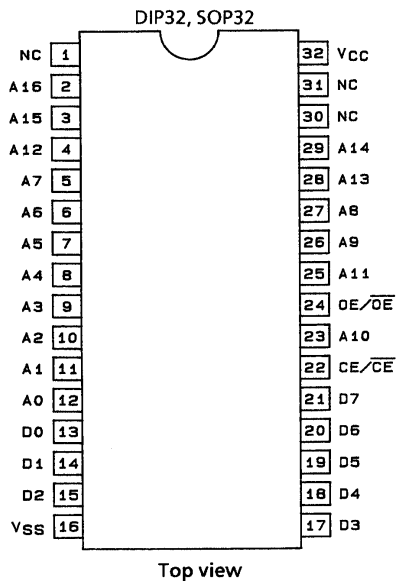 DIP32, SOP32
NC 1 32 VCC
A16 2 31 NC
A15 3 30 NC
A12 4 29 A14
A7 5 28 A13
A6 6 27 A8
A5 7 26 A9
A4 8 25 A11
A3 9 24 OE/OE
A2 10 23 A10
A1 11 22 CE/CE
A0 12 21 D7
D0 13 20 D6
D1 14 19 D5
D2 15 18 D4
VSS 16 17 D3
Top view